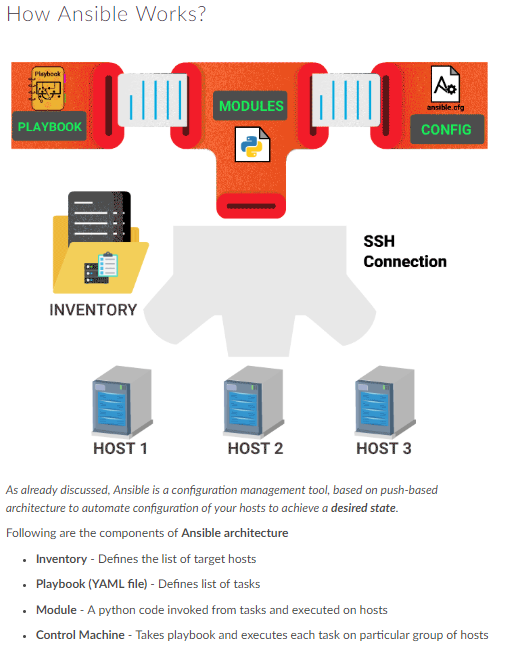 How Ansible Works?
Playbook
PLAYBOOK
MODULES
ansible.cfg
CONFIG
INVENTORY
SSH
Connection
HOST 1
HOST 2
HOST 3
As already discussed, Ansible is a configuration management tool, based on push-based
architecture to automate configuration of your hosts to achieve a desired state.
Following are the components of Ansible architecture
• Inventory - Defines the list of target hosts
• Playbook (YAML file) - Defines list of tasks
• Module - A python code invoked from tasks and executed on hosts
• Control Machine - Takes playbook and executes each task on particular group of hosts